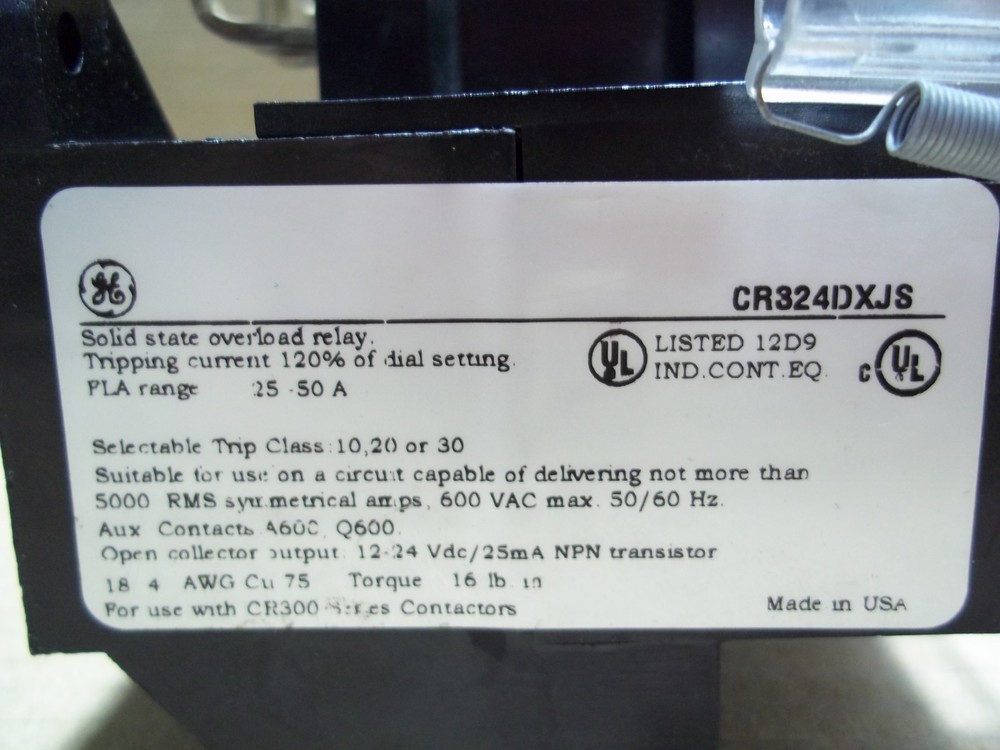 GE
CR324DXJS
Solid state overload relay.
Tripping current 120% of dial setting.
FLA range 25-50 A
UL LISTED 12D9
IND.CONT.EQ.
c UL
Selectable Trip Class:10,20 or 30
Suitable for use on a circuit capable of delivering not more than
5000 RMS symmetrical amps, 600 VAC max. 50/60 Hz.
Aux Contacts A600, Q600.
Open collector output. 12-24 Vdc/25mA NPN transistor
18 4 AWG Cu 75 Torque 16 lb in
For use with CR300 Series Contactors
Made in USA